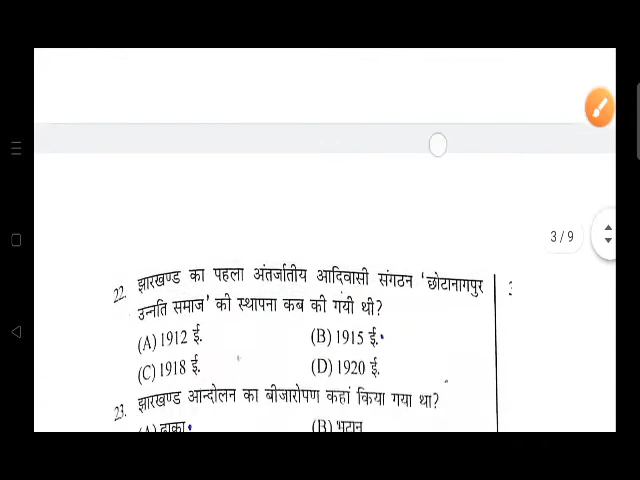 3 / 9
22. झारखण्ड का पहला अंतर्जातीय आदिवासी संगठन 'छोटानागपुर
उन्नति समाज' की स्थापना कब की गयी थी?
(A) 1912 ई. (B) 1915 ई.
(C) 1918 ई. (D) 1920 ई.
23. झारखण्ड आन्दोलन का बीजारोपण कहां किया गया था?
(A) ढाका (B) भूटान